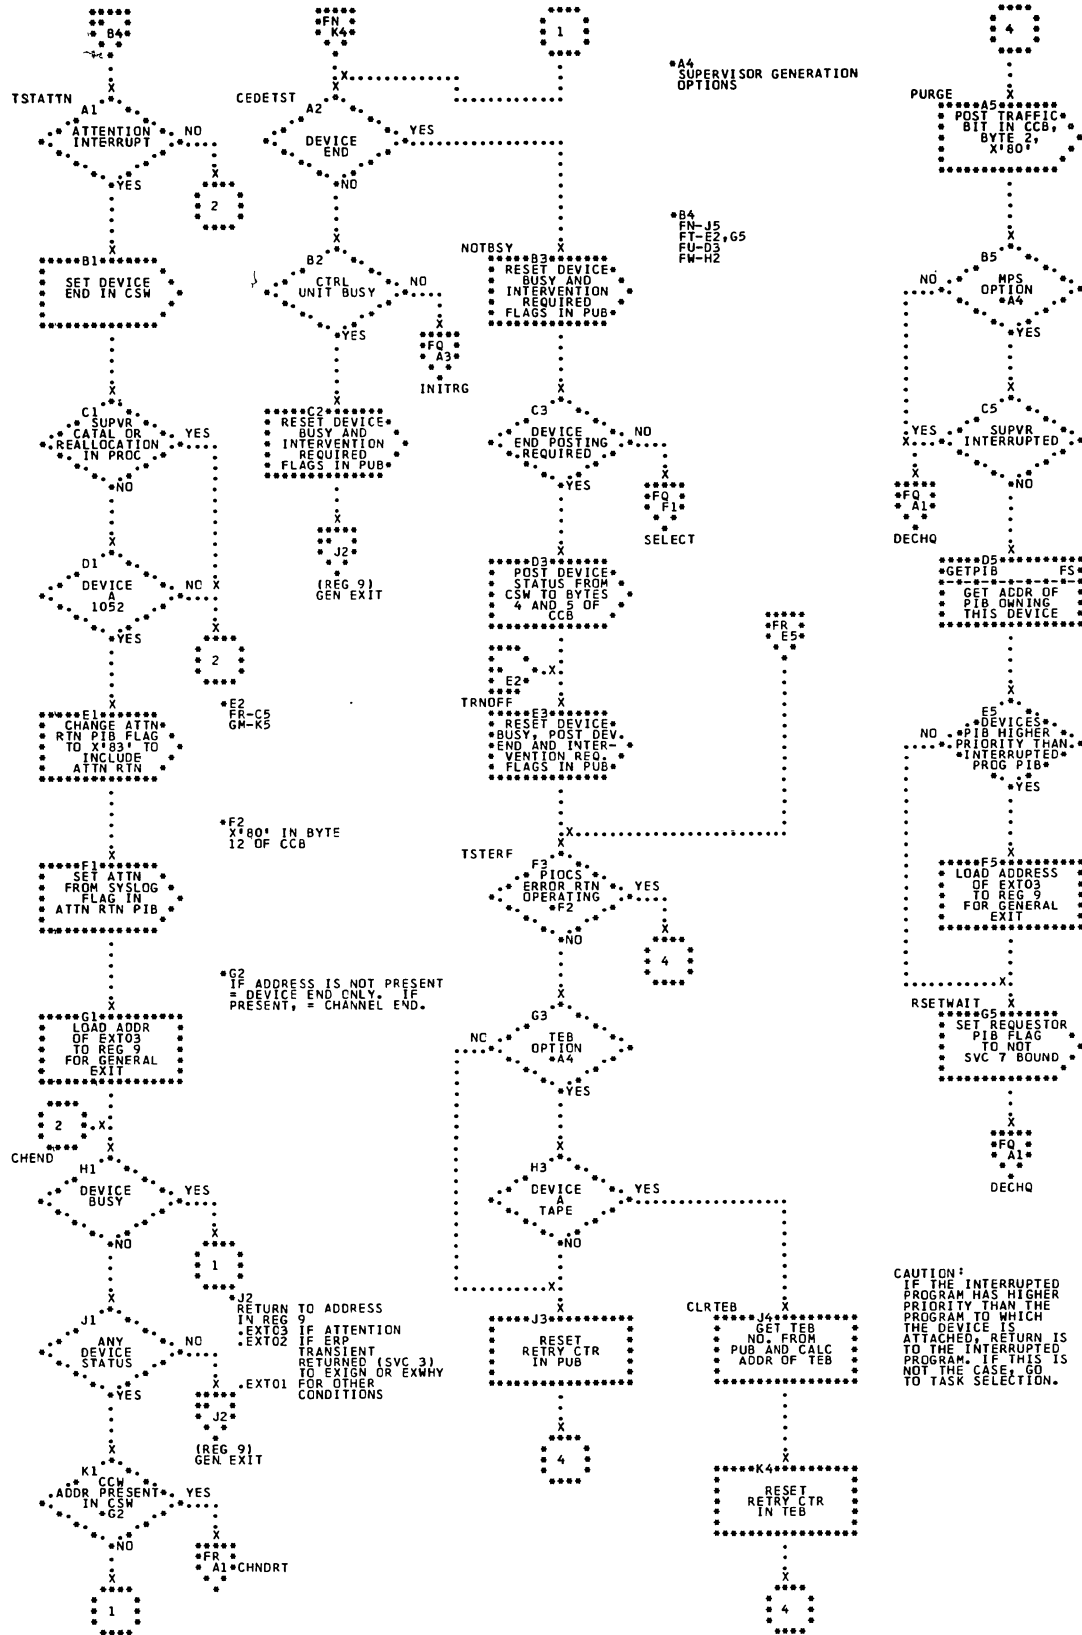 *B4
TSTATTN
A1
ATTENTION
INTERRUPT
NO
YES
2
B1
SET DEVICE
END IN CSW
C1
SUPVR
CATAL OR
REALLOCATION
IN PROC
YES
NO
D1
DEVICE
A
1052
NO
YES
2
*E2
FR-C5
GM-K5
E1
CHANGE ATTN
RTN PIB FLAG
TO X'83' TO
INCLUDE
ATTN RTN
*F2
X'80' IN BYTE
12 OF CCB
F1
SET ATTN
FROM SYSLOG
FLAG IN
ATTN RTN PIB
*G2
IF ADDRESS IS NOT PRESENT
= DEVICE END ONLY. IF
PRESENT, = CHANNEL END.
G1
LOAD ADDR
OF EXT03
TO REG 9
FOR GENERAL
EXIT
2
CHEND
H1
DEVICE
BUSY
YES
NO
1
*J2
RETURN TO ADDRESS
IN REG 9
.EXT03 IF ATTENTION
.EXT02 IF ERP
TRANSIENT
RETURNED (SVC 3)
TO EXIGN OR EXWHY
.EXT01 FOR OTHER
CONDITIONS
J1
ANY
DEVICE
STATUS
NO
YES
*J2
(REG 9)
GEN EXIT
K1
CCW
ADDR PRESENT
IN CSW
*G2
YES
NO
FR
A1
CHNDRT
1
FN
K4
1
CEDETST
A2
DEVICE
END
YES
NO
B2
CTRL
UNIT BUSY
NO
YES
FQ
A3
INITRG
C2
RESET DEVICE
BUSY AND
INTERVENTION
REQUIRED
FLAGS IN PUB
*J2
(REG 9)
GEN EXIT
*A4
SUPERVISOR GENERATION
OPTIONS
*B4
FN-J5
FT-E2,G5
FU-D3
FW-H2
NOTBSY
B3
RESET DEVICE
BUSY AND
INTERVENTION
REQUIRED
FLAGS IN PUB
C3
DEVICE
END POSTING
REQUIRED
NO
YES
FQ
F1
SELECT
D3
POST DEVICE
STATUS FROM
CSW TO BYTES
4 AND 5 OF
CCB
*E2
TRNOFF
E3
RESET DEVICE
BUSY, POST DEV
END AND INTER-
VENTION REQ.
FLAGS IN PUB
FR
E5
TSTERF
F3
PIOCS
ERROR RTN
OPERATING
*F2
YES
NO
4
G3
TEB
OPTION
*A4
NO
YES
H3
DEVICE
A
TAPE
YES
NO
J3
RESET
RETRY CTR
IN PUB
4
CLRTEB
J4
GET TEB
NO. FROM
PUB AND CALC
ADDR OF TEB
K4
RESET
RETRY CTR
IN TEB
4
4
PURGE
A5
POST TRAFFIC
BIT IN CCB,
BYTE 2,
X'80'
B5
MPS
OPTION
*A4
NO
YES
C5
SUPVR
INTERRUPTED
YES
NO
FQ
A1
DECHQ
D5
*GETPIB FS*
GET ADDR OF
PIB OWNING
THIS DEVICE
E5
DEVICES
PIB HIGHER
PRIORITY THAN
INTERRUPTED
PROG PIB
NO
YES
F5
LOAD ADDRESS
OF EXT03
TO REG 9
FOR GENERAL
EXIT
RSETWAIT
G5
SET REQUESTOR
PIB FLAG
TO NOT
SVC 7 BOUND
FQ
A1
DECHQ
CAUTION:
IF THE INTERRUPTED
PROGRAM HAS HIGHER
PRIORITY THAN THE
PROGRAM TO WHICH
THE DEVICE IS
ATTACHED, RETURN IS
TO THE INTERRUPTED
PROGRAM. IF THIS IS
NOT THE CASE, GO
TO TASK SELECTION.